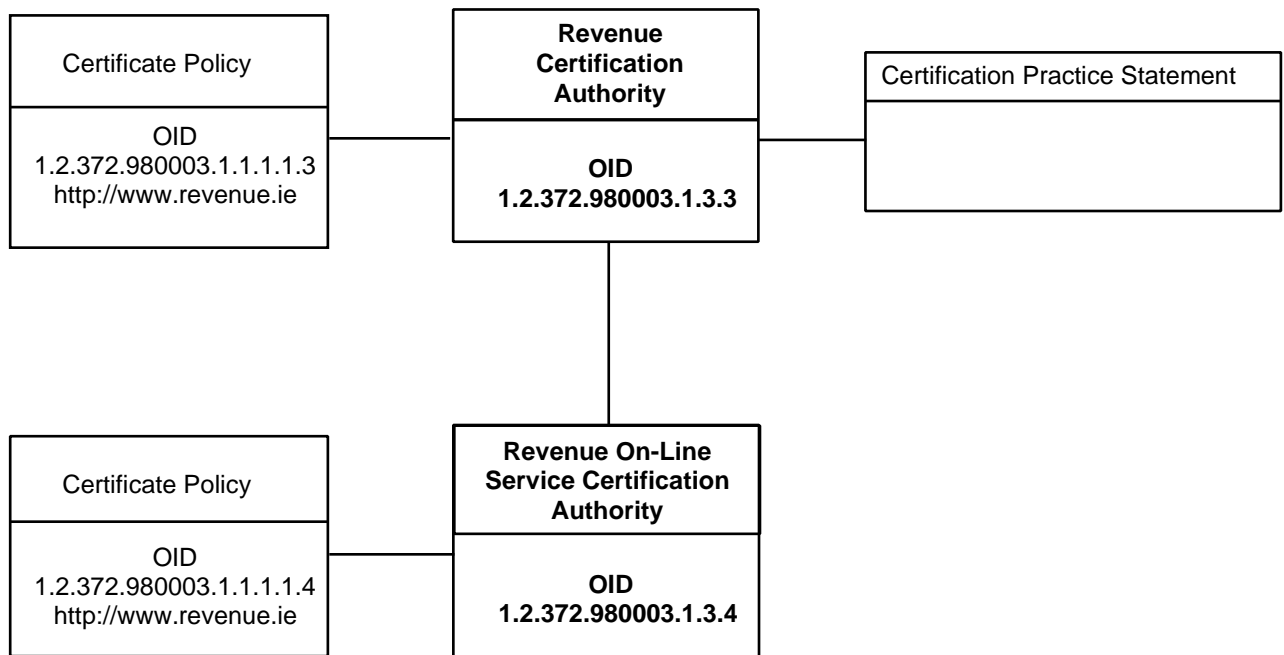 Certificate Policy
OID
1.2.372.980003.1.1.1.1.3
http://www.revenue.ie
Revenue
Certification
Authority
OID
1.2.372.980003.1.3.3
Certification Practice Statement
Certificate Policy
OID
1.2.372.980003.1.1.1.1.4
http://www.revenue.ie
Revenue On-Line
Service Certification
Authority
OID
1.2.372.980003.1.3.4